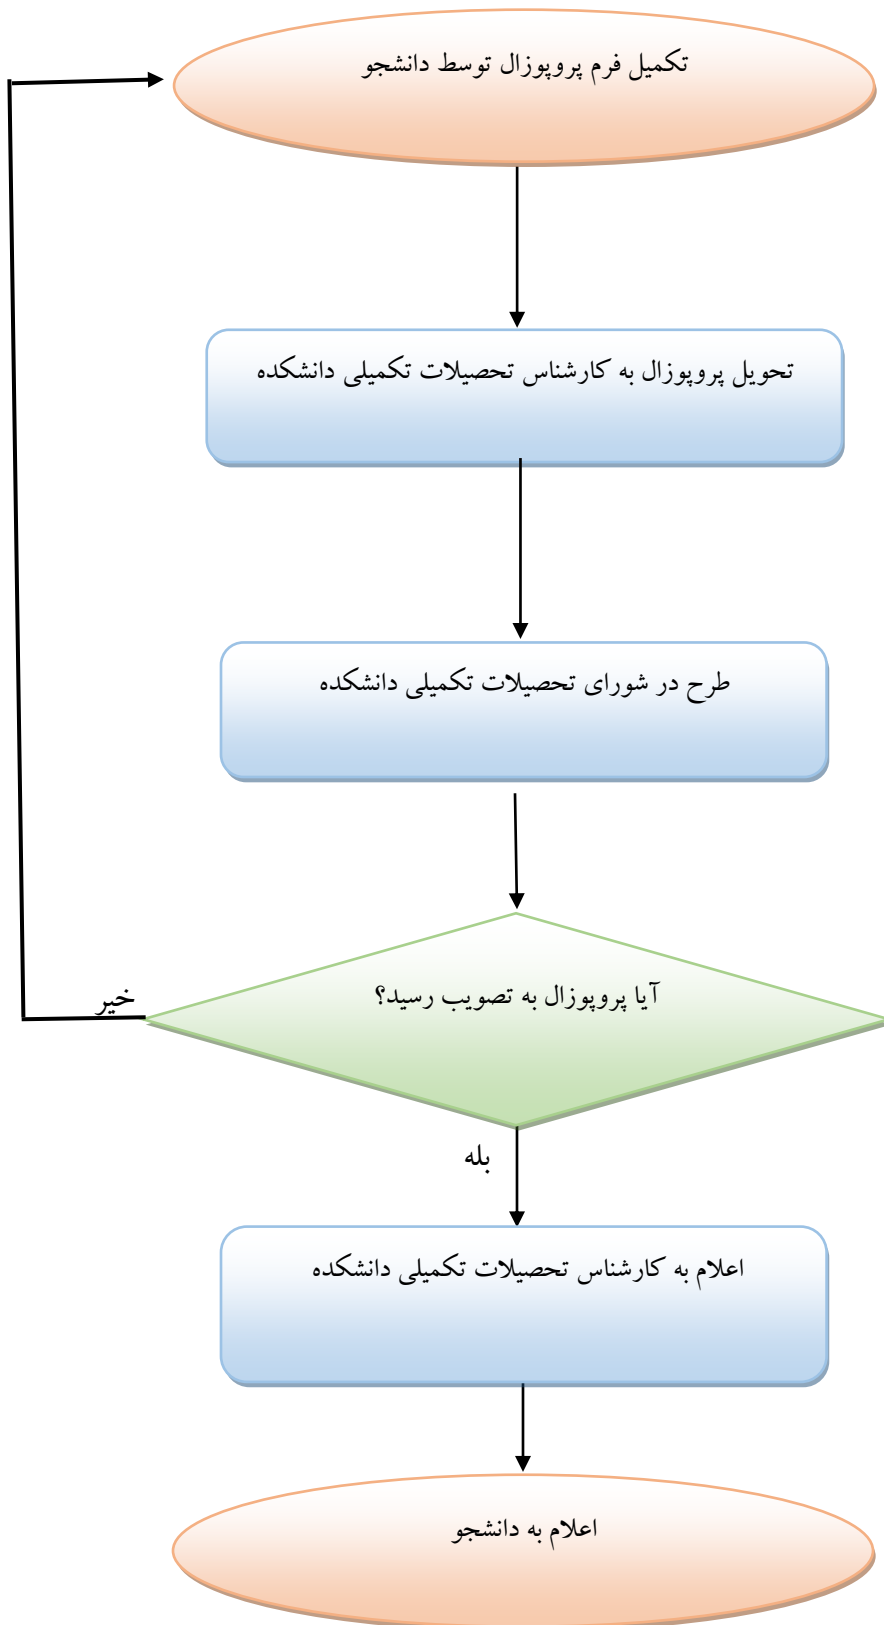 تکمیل فرم پروپوزال توسط دانشجو
تحویل پروپوزال به کارشناس تحصیلات تکمیلی دانشکده
طرح در شورای تحصیلات تکمیلی دانشکده
آیا پروپوزال به تصویب رسید؟
خیر
بله
اعلام به کارشناس تحصیلات تکمیلی دانشکده
اعلام به دانشجو